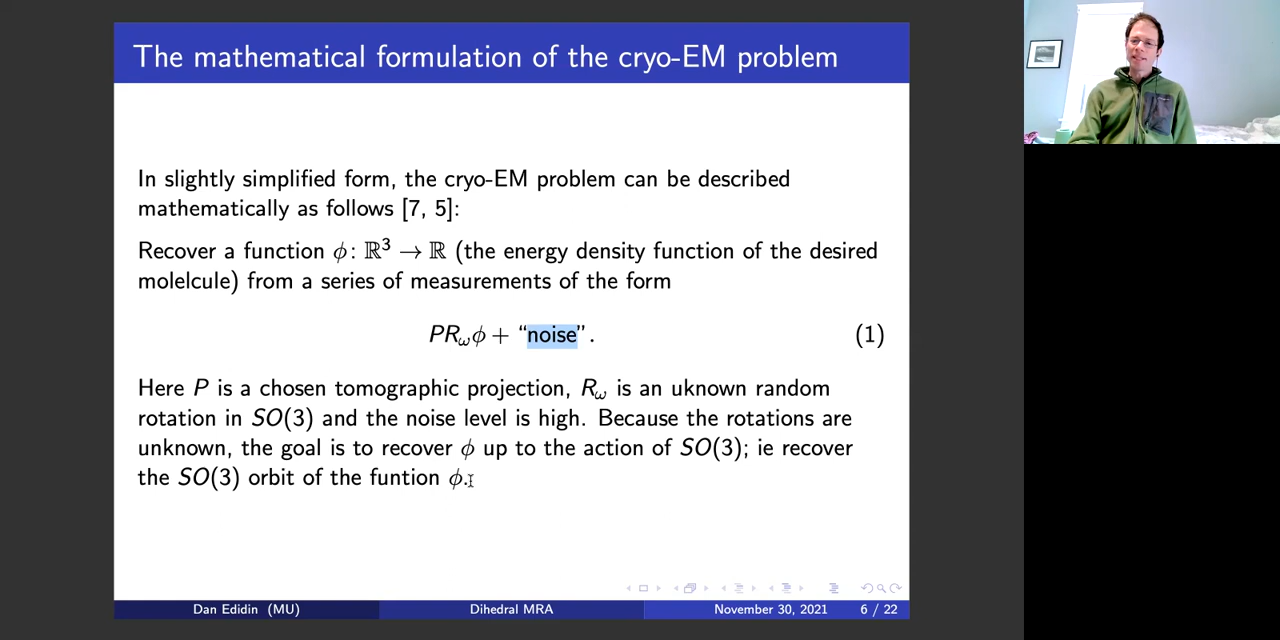 The mathematical formulation of the cryo-EM problem
In slightly simplified form, the cryo-EM problem can be described
mathematically as follows [7, 5]:
Recover a function ϕ: ℝ³ → ℝ (the energy density function of the desired
molelcule) from a series of measurements of the form
PR_ωϕ + “noise”. (1)
Here P is a chosen tomographic projection, R_ω is an uknown random
rotation in SO(3) and the noise level is high. Because the rotations are
unknown, the goal is to recover ϕ up to the action of SO(3); ie recover
the SO(3) orbit of the funtion ϕ.
Dan Edidin (MU) Dihedral MRA November 30, 2021 6 / 22